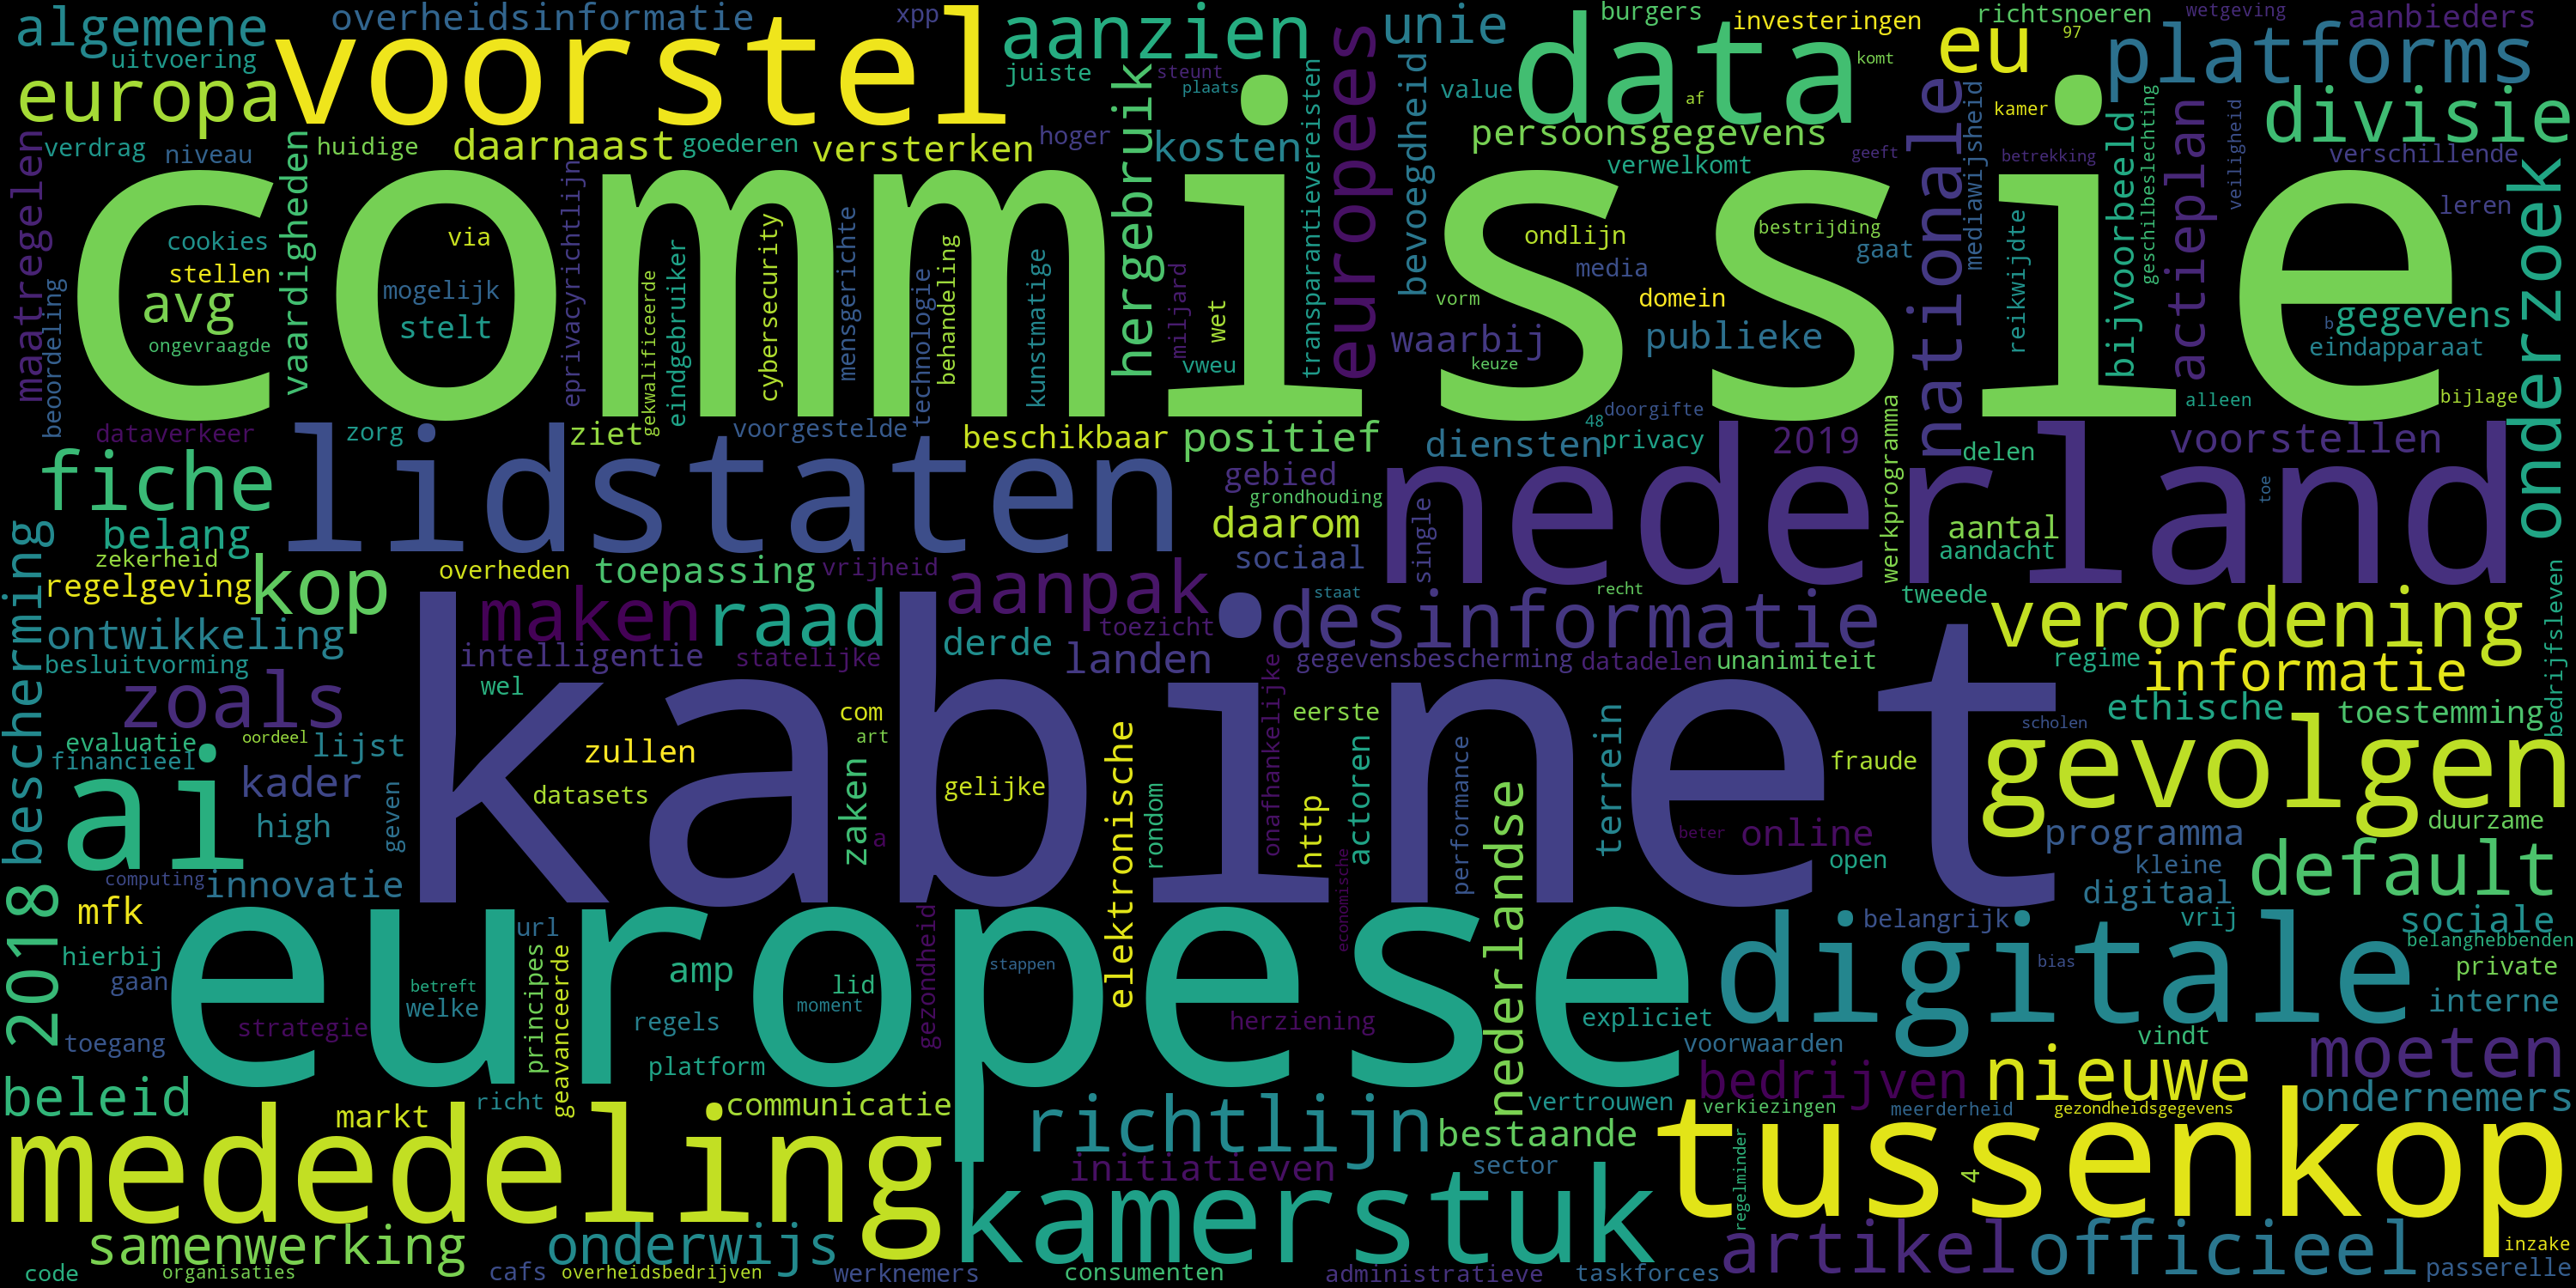 algemene
overheidsinformatie
xpp
aanzien
unie
burgers
investeringen
richtsnoeren
wetgeving
aanbieders
uitvoering
voorstel
juiste
steunt
plaats
data
komt
97
eu
platforms
europa
value
af
kamer
divisie
verdrag
niveau
huidige
daarnaast
goederen
versterken
hoger
kosten
persoonsgegevens
verwelkomt
geeft
betrekking
verschillende
maatregelen
vaardigheden
eprivacyrichtlijn
hergebruik
transparantievereisten
europees
bevoegdheid
nationale
mediawijsheid
bijvoorbeeld
geschilbeslechting
actieplan
veiligheid
onderzoek
commissie
cookies
stellen
avg
ongevraagde
beoordeling
via
mogelijk
stelt
gekwalificeerde
eindgebruiker
cybersecurity
mensgerichte
technologie
behandeling
kunstmatige
miljard
wet
vweu
ondlijn
media
vorm
domein
bestrijding
gaat
waarbij
publieke
keuze
reikwijdte
leren
b
gegevens
eindapparaat
alleen
bijlage
dataverkeer
zorg
ziet
voorgestelde
beschikbaar
positief
diensten
48
doorgifte
privacy
2019
werkprogramma
delen
voorstellen
fiche
lidstaten
gebied
grondhouding
nederland
toe
belang
daarom
sociaal
single
aantal
aandacht
zekerheid
regelgeving
kop
overheden
toepassing
vrijheid
aanpak
staat
recht
tweede
verordening
bescherming
ontwikkeling
besluitvorming
maken
raad
intelligentie
statelijke
derde
toezicht
landen
desinformatie
gegevensbescherming
datadelen
unanimiteit
regime
informatie
bedrijfsleven
zoals
wel
kabinet
com
art
eerste
scholen
ethische
toestemming
evaluatie
financieel
oordeel
lijst
zullen
ai
kader
high
geven
datasets
zaken
a
gelijke
elektronische
rondom
onafhankelijke
http
actoren
performance
nederlandse
terrein
beter
online
fraude
open
gevolgen
programma
duurzame
kleine
2018
computing
innovatie
economische
digitaal
default
mfk
europese
url
belangrijk
vrij
sociale
hierbij
gaan
betreft
welke
principes
geavanceerde
amp
lid
moment
gezondheid
stappen
digitale
bias
belanghebbenden
private
toegang
strategie
regels
herziening
expliciet
interne
platform
voorwaarden
vindt
moeten
beleid
richt
markt
communicatie
richtlijn
vertrouwen
bedrijven
nieuwe
verkiezingen
meerderheid
gezondheidsgegevens
ondernemers
mededeling
bestaande
initiatieven
sector
regelminder
4
tussenkop
kamerstuk
samenwerking
onderwijs
artikel
officieel
inzake
code
organisaties
cafs
overheidsbedrijven
werknemers
consumenten
administratieve
taskforces
passerelle